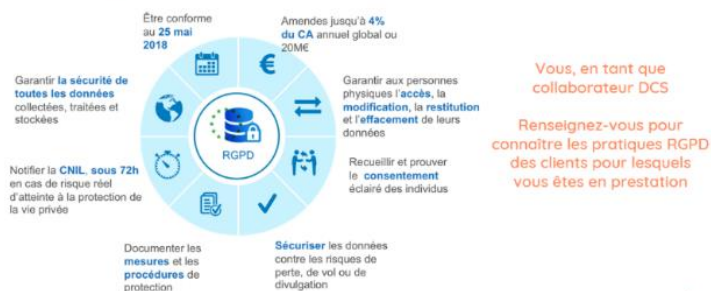 Être conforme
au 25 mai
2018
Amendes jusqu'à 4%
du CA annuel global ou
20M€
Garantir la sécurité de
toutes les données
collectées, traitées et
stockées
Garantir aux personnes
physiques l'accès, la
modification, la restitution
et l'effacement de leurs
données
RGPD
Notifier la CNIL, sous 72h
en cas de risque réel
d'atteinte à la protection de
la vie privée
Recueillir et prouver
le consentement
éclairé des individus
Documenter les
mesures et les
procédures de
protection
Sécuriser les données
contre les risques de
perte, de vol ou de
divulgation
Vous, en tant que
collaborateur DCS
Renseignez-vous pour
connaître les pratiques RGPD
des clients pour lesquels
vous êtes en prestation